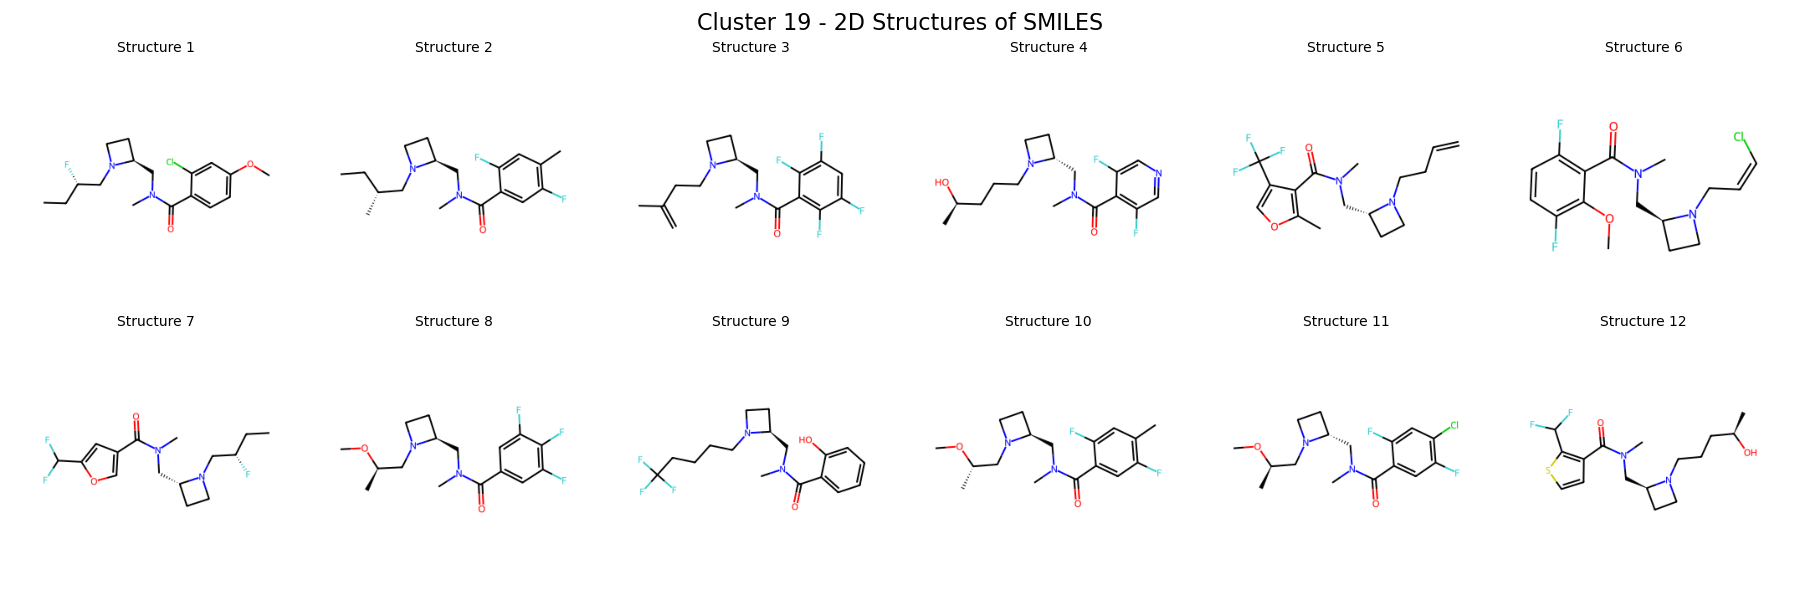 Cluster 19 - 2D Structures of SMILES
Structure 1
Structure 2
Structure 3
Structure 4
Structure 5
Structure 6
F
N
Cl
O
N
O
N
F
N
O
F
N
F
F
N
O
F
F
HO
N
F
N
N
O
F
F
F
F
O
O
N
N
F
O
N
Cl
N
O
F
Structure 7
Structure 8
Structure 9
Structure 10
Structure 11
Structure 12
F
F
O
O
N
N
F
O
N
F
F
F
N
O
F
F
F
N
HO
N
O
O
N
F
N
F
O
O
N
F
Cl
N
F
O
F
F
S
O
N
N
OH